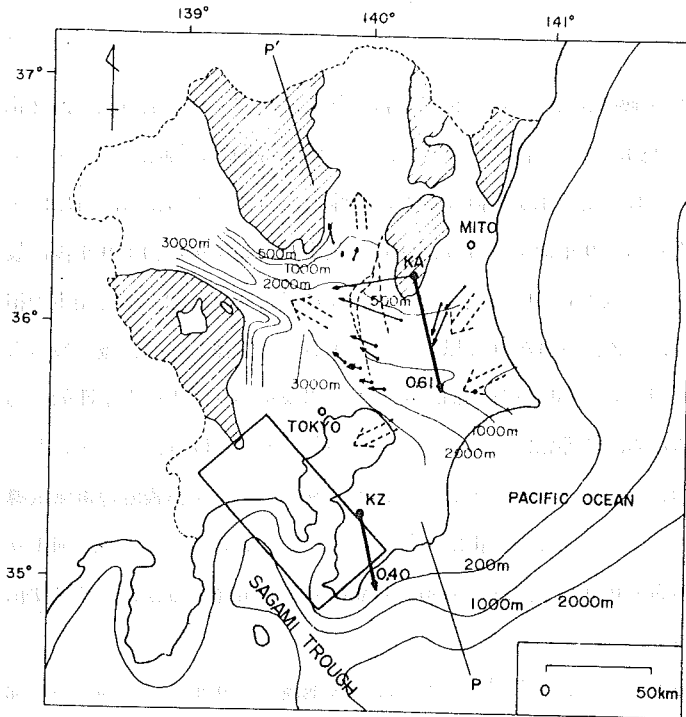 139°
140°
141°
P'
37°
MITO
3000m
500m
1000m
2000m
KA
500m
36°
3000m
0.61
1000m
2000m
TOKYO
KZ
PACIFIC OCEAN
0.40
35°
200m
1000m
2000m
SAGAMI TROUGH
P
0 50km